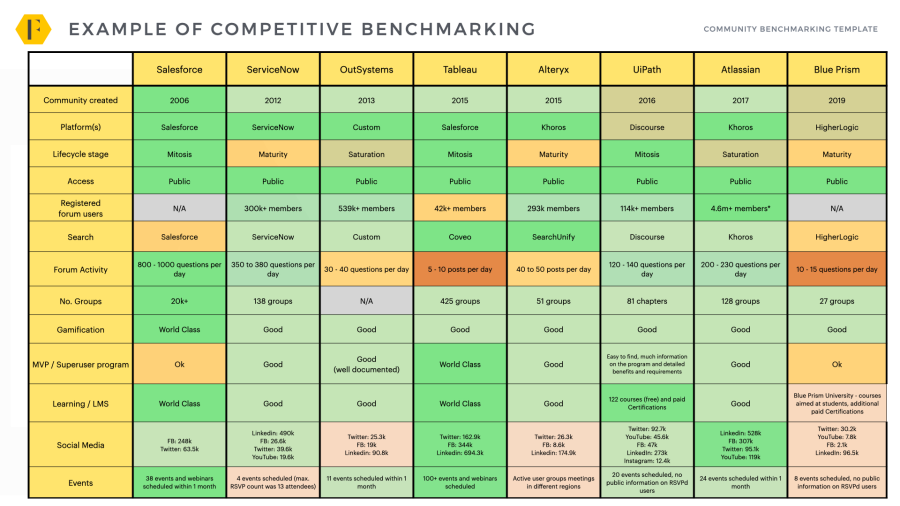 F
EXAMPLE OF COMPETITIVE BENCHMARKING
COMMUNITY BENCHMARKING TEMPLATE
Salesforce ServiceNow OutSystems Tableau Alteryx UiPath Atlassian Blue Prism
Community created 2006 2012 2013 2015 2015 2016 2017 2019
Platform(s) Salesforce ServiceNow Custom Salesforce Khoros Discourse Khoros HigherLogic
Lifecycle stage Mitosis Maturity Saturation Mitosis Maturity Mitosis Saturation Maturity
Access Public Public Public Public Public Public Public Public
Registered
forum users
N/A 300k+ members 539k+ members 42k+ members 293k members 114k+ members 4.6m+ members* N/A
Search Salesforce ServiceNow Custom Coveo SearchUnify Discourse Khoros HigherLogic
Forum Activity
800 - 1000 questions per
day
350 to 380 questions per
day
30 - 40 questions per day
5 - 10 posts per day
40 to 50 posts per day
120 - 140 questions per
day
200 - 230 questions per
day
10 - 15 questions per day
No. Groups 20k+ 138 groups N/A 425 groups 51 groups 81 chapters 128 groups 27 groups
Gamification World Class Good Good Good Good Good Good Good
MVP / Superuser program
Ok
Good
Good
(well documented)
World Class
Good
Easy to find, much information
on the program and detailed
benefits and requirements
Good
Ok
Learning / LMS
World Class
Good
Good
World Class
Good
122 courses (free) and paid
Certifications
Good
Blue Prism University - courses
aimed at students, additional
paid Certifications
Social Media
FB: 248k
Twitter: 63.5k
Linkedin: 490k
FB: 26.6k
Twitter: 39.6k
YouTube: 19.6k
Twitter: 25.3k
FB: 19k
Linkedin: 90.8k
Twitter: 162.9k
FB: 344k
Linkedin: 694.3k
Twitter: 26.3k
FB: 8.6k
Linkedin: 174.9k
Twitter: 92.7k
YouTube: 45.6k
FB: 47k
LinkedIn: 273k
Instagram: 12.4k
Linkedin: 528k
FB: 307k
Twitter: 95.1k
YouTube: 119k
Twitter: 30.2k
YouTube: 7.8k
FB: 2.1k
LinkedIn: 96.5k
Events
38 events and webinars
scheduled within 1 month
4 events scheduled (max.
RSVP count was 13 attendees)
11 events scheduled within 1
month
100+ events and webinars
scheduled
Active user groups meetings
in different regions
20 events scheduled, no
public information on RSVPd
users
24 events scheduled within 1
month
8 events scheduled, no public
information on RSVPd users